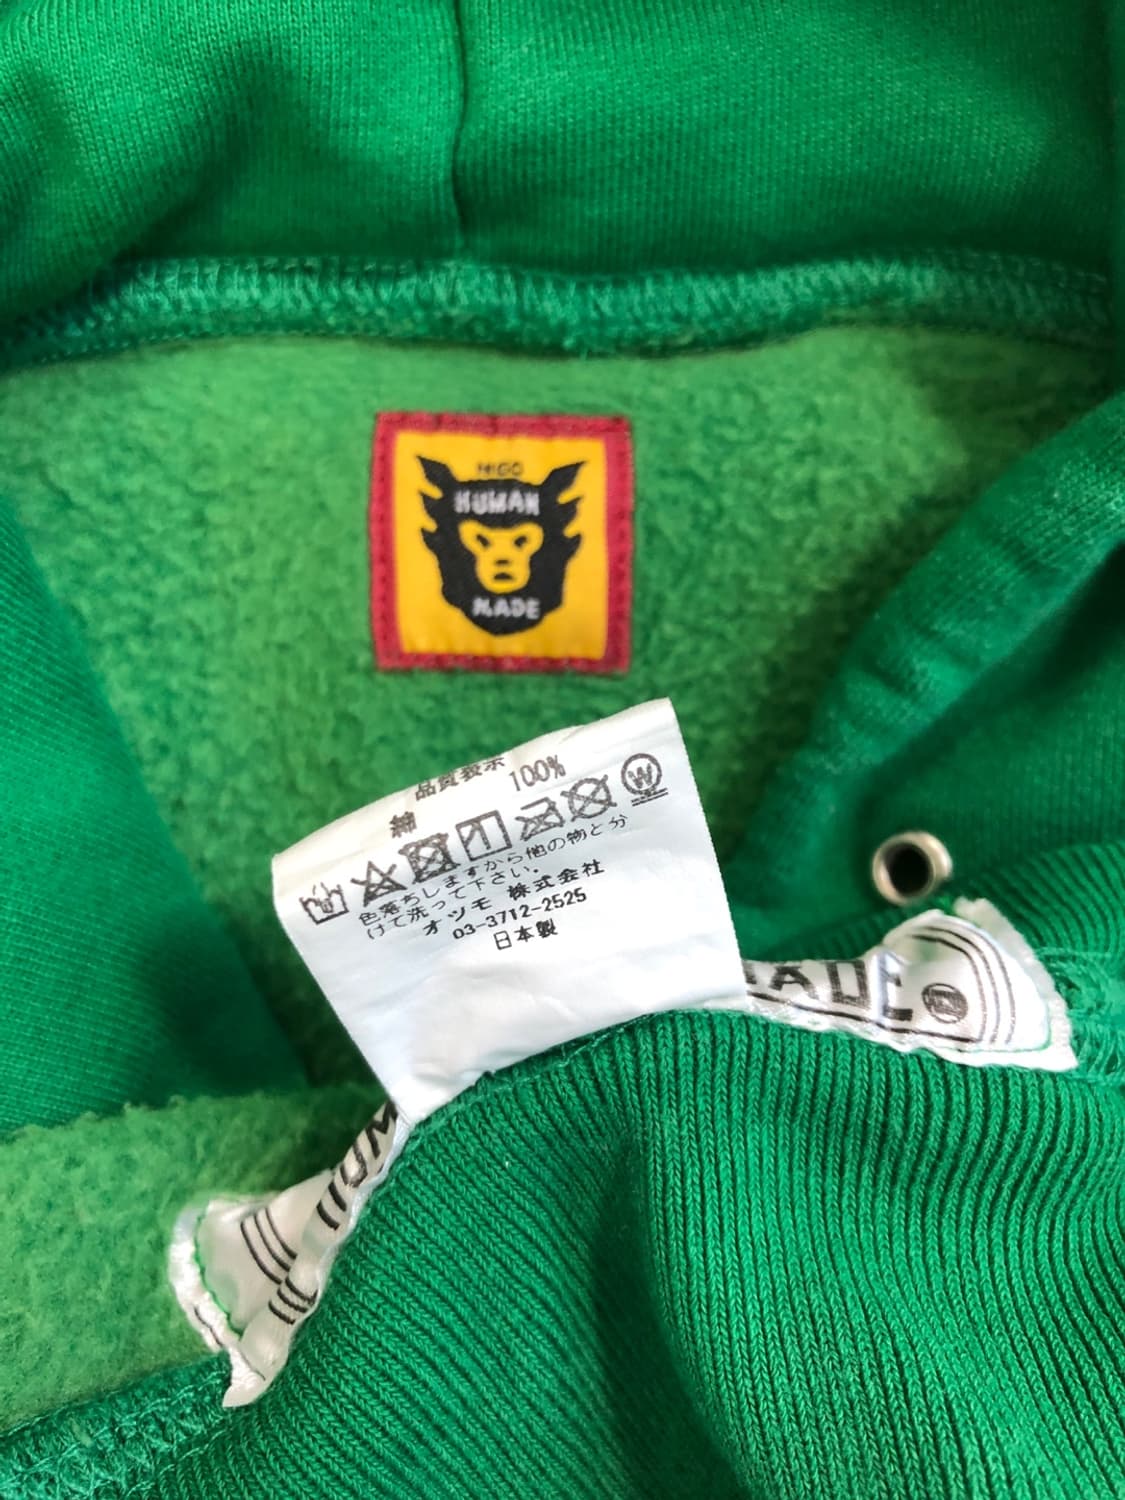 NIGO
HUMAN
MADE
品質表示
綿 100%
W
色落ちしますから他の物と分
けて洗って下さい。
オツモ 株式会社
03-3712-2525
日本製
HUM
MADE